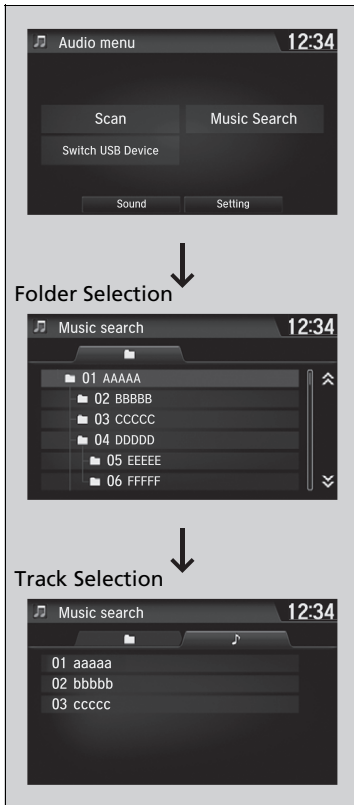 Audio menu 12:34
Scan Music Search
Switch USB Device
Sound Setting
Folder Selection
Music search 12:34
01 AAAAA
02 BBBBB
03 CCCCC
04 DDDDD
05 EEEEE
06 FFFFF
Track Selection
Music search 12:34
01 aaaaa
02 bbbbb
03 ccccc